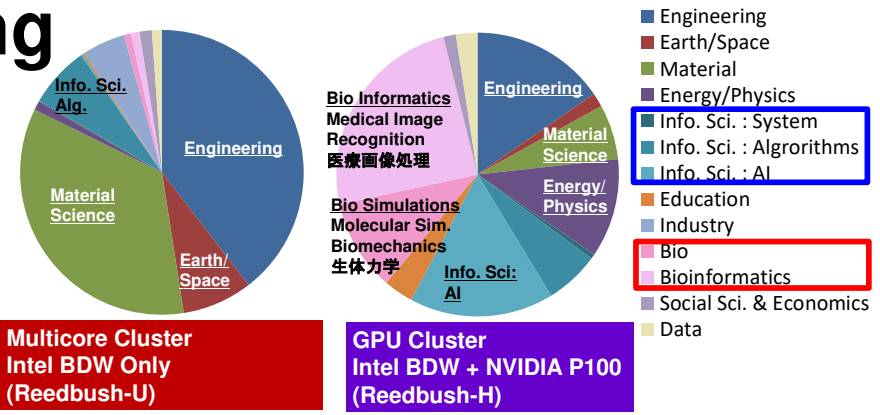 ng
Info. Sci.
Alg.
Engineering
Material
Science
Earth/
Space
Multicore Cluster
Intel BDW Only
(Reedbush-U)
Bio Informatics
Medical Image
Recognition
医療画像処理
Bio Simulations
Molecular Sim.
Biomechanics
生体力学
Engineering
Material
Science
Energy/
Physics
Info. Sci:
AI
GPU Cluster
Intel BDW + NVIDIA P100
(Reedbush-H)
Engineering
Earth/Space
Material
Energy/Physics
Info. Sci. : System
Info. Sci. : Algrorithms
Info. Sci. : AI
Education
Industry
Bio
Bioinformatics
Social Sci. & Economics
Data